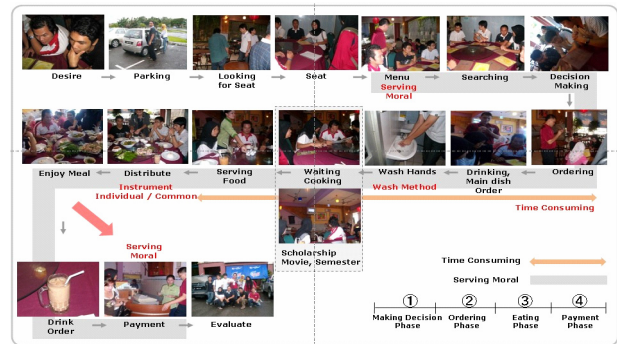 Desire
Parking
Looking
for Seat
Seat
Menu
Serving
Moral
Searching
Decision
Making
Enjoy Meal
Distribute
Serving
Food
Waiting
Cooking
Wash Hands
Drinking,
Main dish
Order
Ordering
Instrument
Individual / Common
Wash Method
Time Consuming
Scholarship
Movie, Semester
Serving
Moral
Time Consuming
Serving Moral
Drink
Order
Payment
Evaluate
① ② ③ ④
Making Decision
Phase
Ordering
Phase
Eating
Phase
Payment
Phase